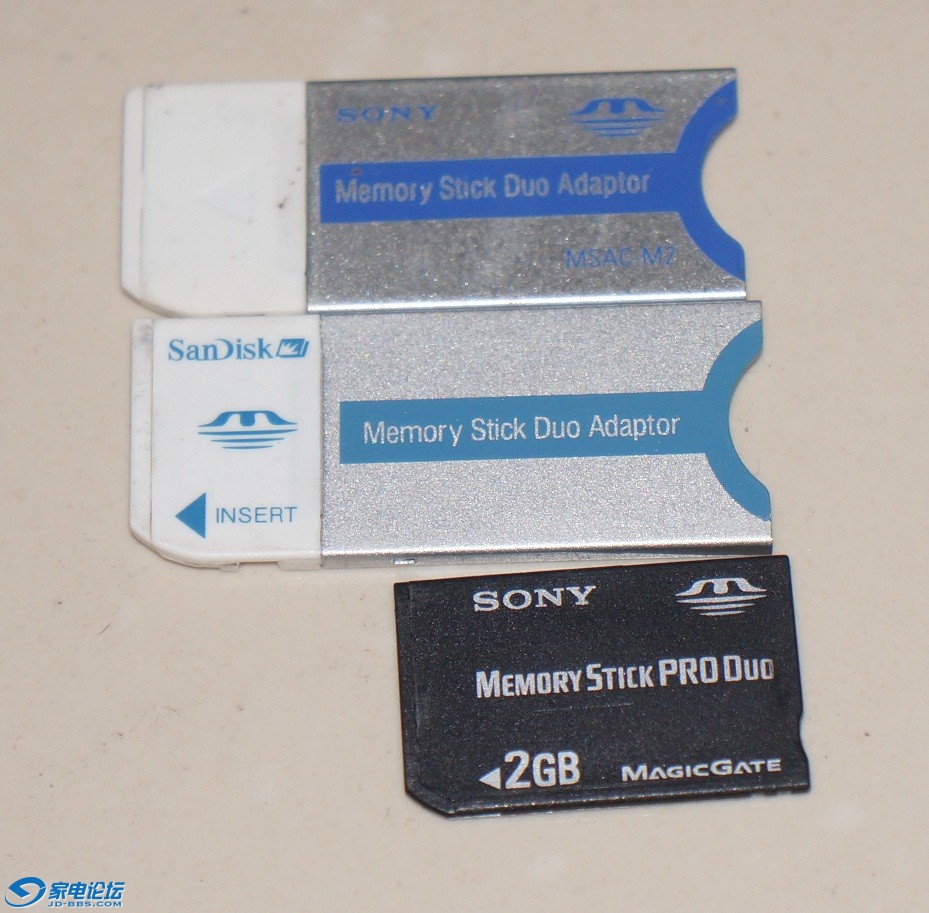 SONY
Memory Stick Duo Adaptor
MSAC-M2
SanDisk
Memory Stick Duo Adaptor
INSERT
SONY
MEMORY STICK PRO DUO
2GB
MAGICGATE
家电论坛
JD-BBS.COM